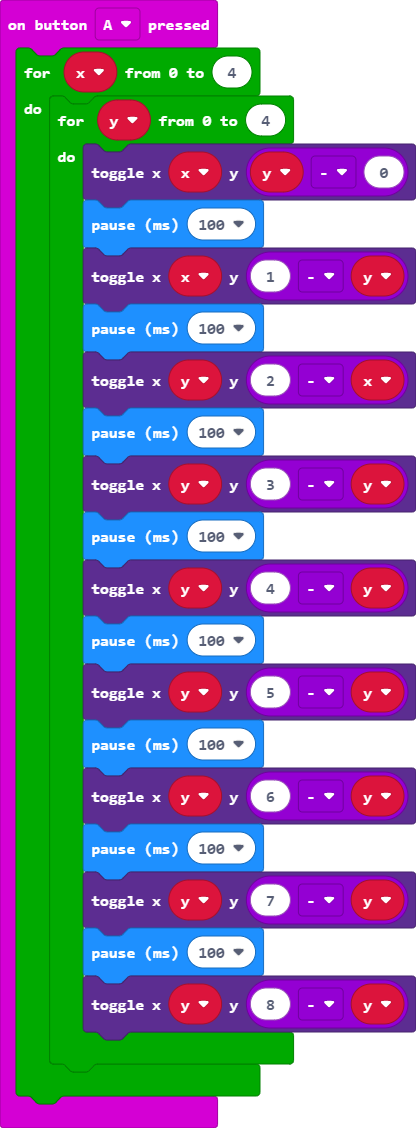 on button A pressed
for x from 0 to 4
do
for y from 0 to 4
do
toggle x x y y - 0
pause (ms) 100
toggle x x y 1 - y
pause (ms) 100
toggle x y y 2 - x
pause (ms) 100
toggle x y y 3 - y
pause (ms) 100
toggle x y y 4 - y
pause (ms) 100
toggle x y y 5 - y
pause (ms) 100
toggle x y y 6 - y
pause (ms) 100
toggle x y y 7 - y
pause (ms) 100
toggle x y y 8 - y